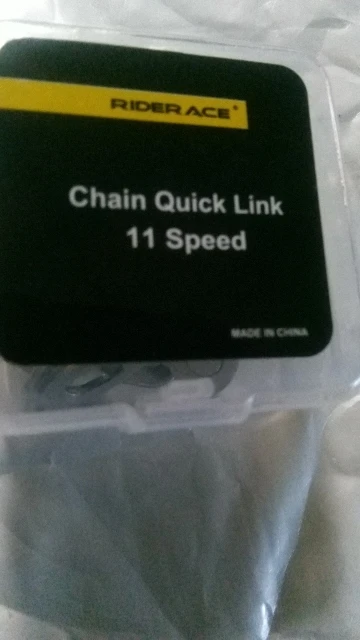 RIDERACE
Chain Quick Link
11 Speed
MADE IN CHINA